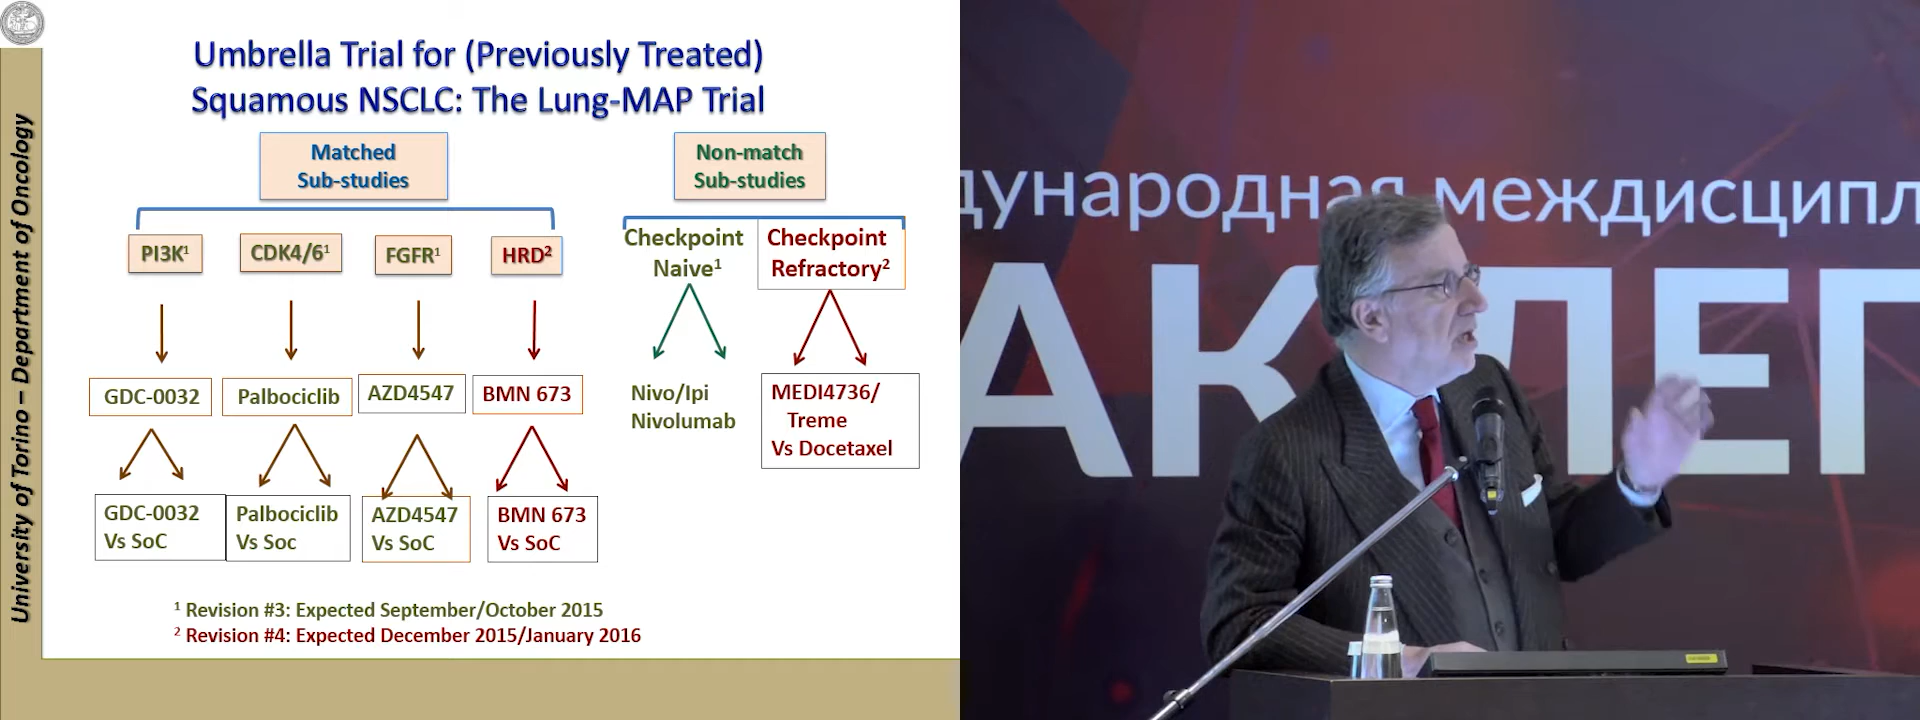 Umbrella Trial for (Previously Treated)
Squamous NSCLC: The Lung-MAP Trial
University of Torino – Department of Oncology
Matched
Sub-studies
Non-match
Sub-studies
PI3K¹
CDK4/6¹
FGFR¹
HRD²
Checkpoint
Naive¹
Checkpoint
Refractory²
GDC-0032
Palbociclib
AZD4547
BMN 673
Nivo/Ipi
Nivolumab
MEDI4736/
Treme
Vs Docetaxel
GDC-0032
Vs SoC
Palbociclib
Vs Soc
AZD4547
Vs SoC
BMN 673
Vs SoC
¹ Revision #3: Expected September/October 2015
² Revision #4: Expected December 2015/January 2016
дународная междисципл